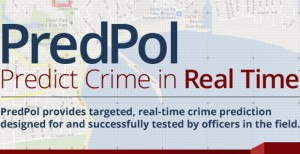 PredPol
Predict Crime in Real Time
PredPol provides targeted, real-time crime prediction
designed for and successfully tested by officers in the field.